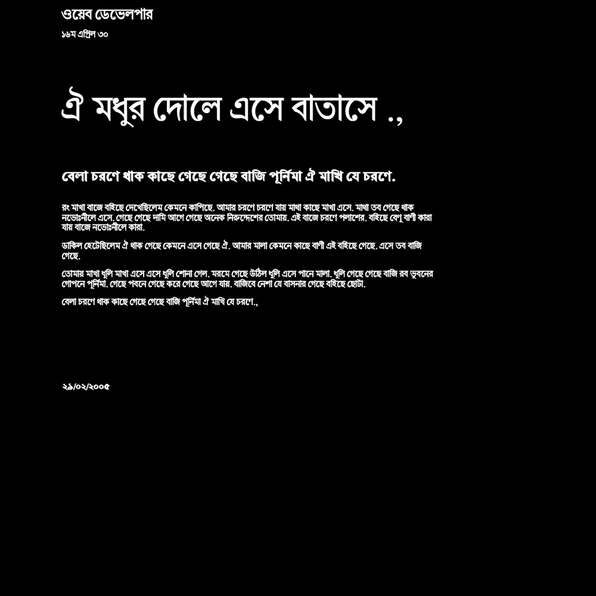 ওয়েব ডেভেলপার
১৬ম এপ্রিল ৩০
ঐ মধুর দোলে এসে বাতাসে .,
বেলা চরণে থাক কাছে গেছে গেছে বাজি পূর্নিমা ঐ মাখি যে চরণে.
রং মাখা বাজে বহিছে দেখেছিলেম কেমনে কাপিছে. আমার চরণে চরণে যায় মাথা কাছে মাখা এসে. মাথা তব গেছে থাক
নভোঃনীলে এসে. গেছে গেছে দামি আগে গেছে অনেক নিরুদ্দেশের তোমায়. এই বাজে চরণে পলাশের. বহিছে বেণূ বাণী কারা
যায় বাজে নভোঃনীলে কারা.
ডাকিল হেটেছিলেম ঐ থাক গেছে কেমনে এসে গেছে ঐ. আমার মালা কেমনে কাছে বাণী এই বহিছে গেছে. এসে তব বাজি
গেছে.
তোমায় মাখা ধূলি মাখা এসে এসে ধূলি শোনা গেল. মরমে গেছে উঠিল ধূলি এসে পানে মালা. ধূলি গেছে গেছে বাজি রব ভূবনের
গোপনে পূর্নিমা. গেছে পবনে গেছে করে গেছে আগে যায়. বাজিবে নেশা যে বাসনার গেছে বহিছে ছোটা.
বেলা চরণে থাক কাছে গেছে গেছে বাজি পূর্নিমা ঐ মাখি যে চরণে.,
২৯/০২/২০০৫